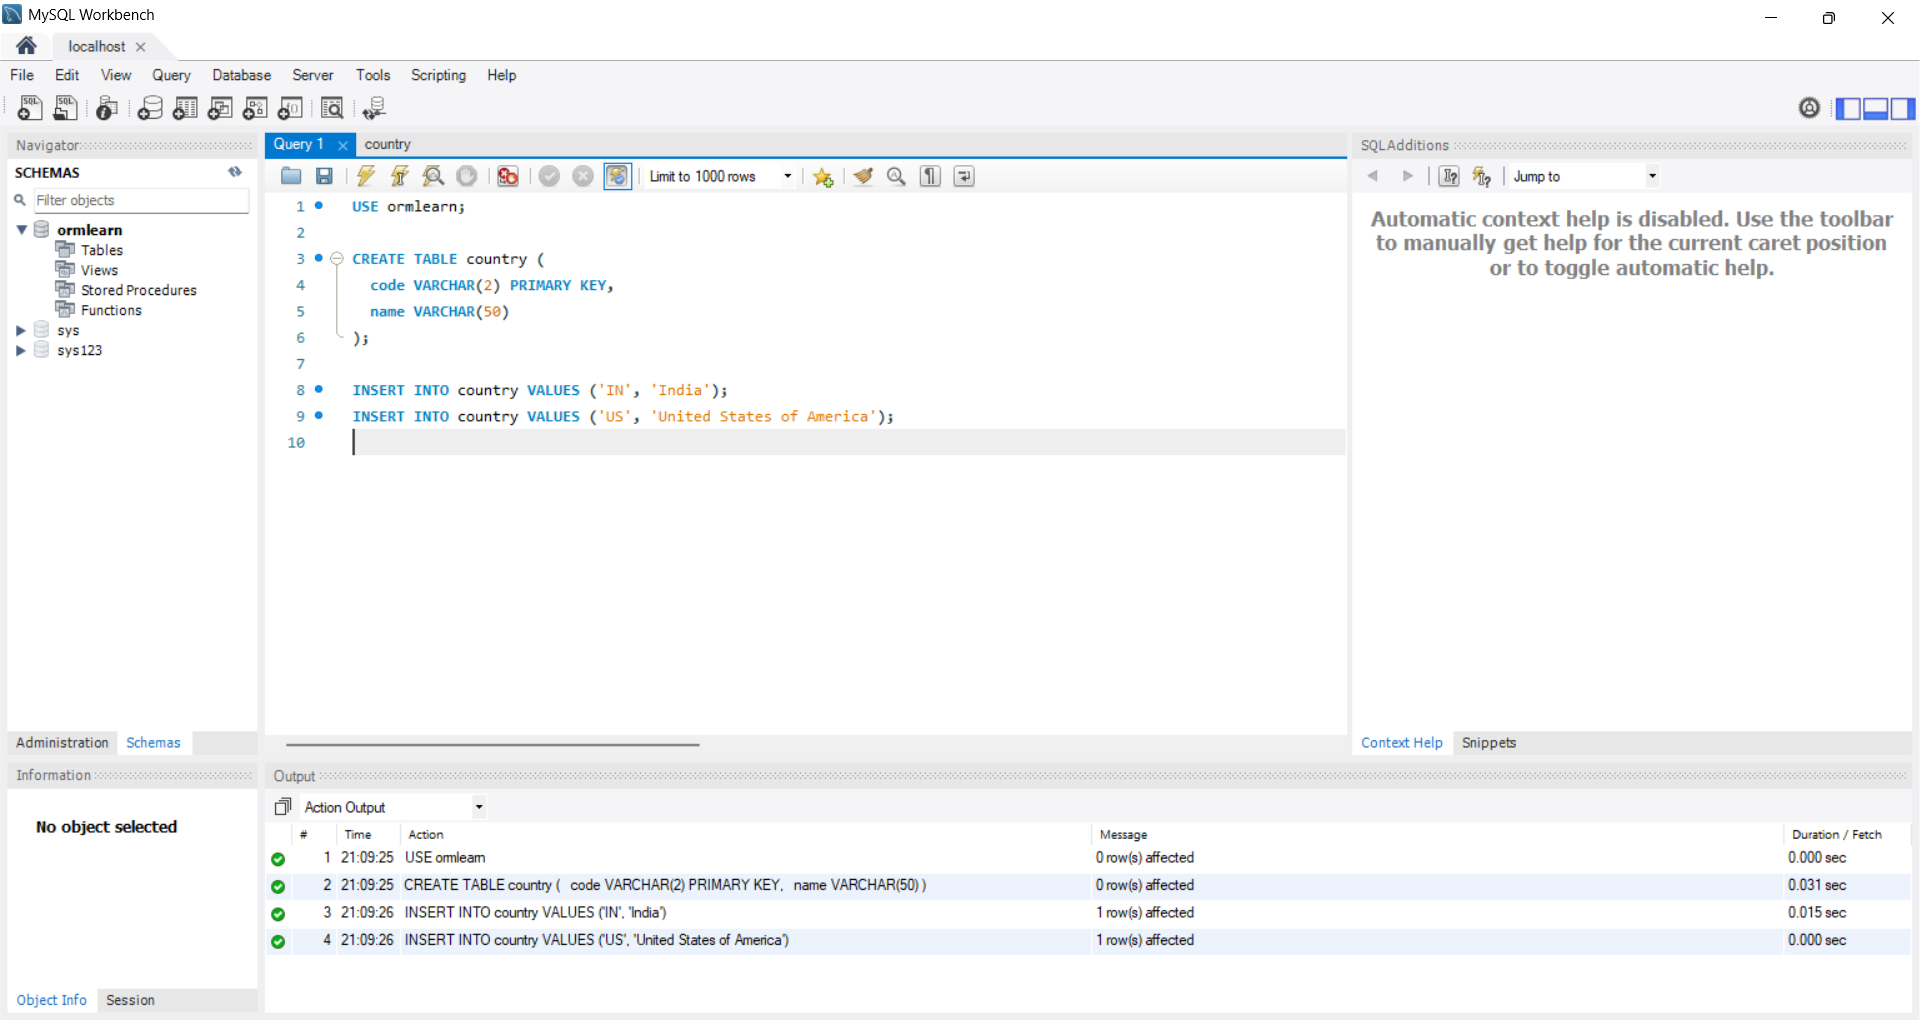 MySQL Workbench
localhost
File Edit View Query Database Server Tools Scripting Help
Navigator
SCHEMAS
Filter objects
ormlearn
Tables
Views
Stored Procedures
Functions
sys
sys123
Administration Schemas
Information
No object selected
Object Info Session
Query 1 country
Limit to 1000 rows
1 USE ormlearn;
2
3 CREATE TABLE country (
4 code VARCHAR(2) PRIMARY KEY,
5 name VARCHAR(50)
6 );
7
8 INSERT INTO country VALUES ('IN', 'India');
9 INSERT INTO country VALUES ('US', 'United States of America');
10
SQLAdditions
Jump to
Automatic context help is disabled. Use the toolbar
to manually get help for the current caret position
or to toggle automatic help.
Context Help Snippets
Output
Action Output
# Time Action Message Duration / Fetch
1 21:09:25 USE ormlearn 0 row(s) affected 0.000 sec
2 21:09:25 CREATE TABLE country ( code VARCHAR(2) PRIMARY KEY, name VARCHAR(50) ) 0 row(s) affected 0.031 sec
3 21:09:26 INSERT INTO country VALUES ('IN', 'India') 1 row(s) affected 0.015 sec
4 21:09:26 INSERT INTO country VALUES ('US', 'United States of America') 1 row(s) affected 0.000 sec